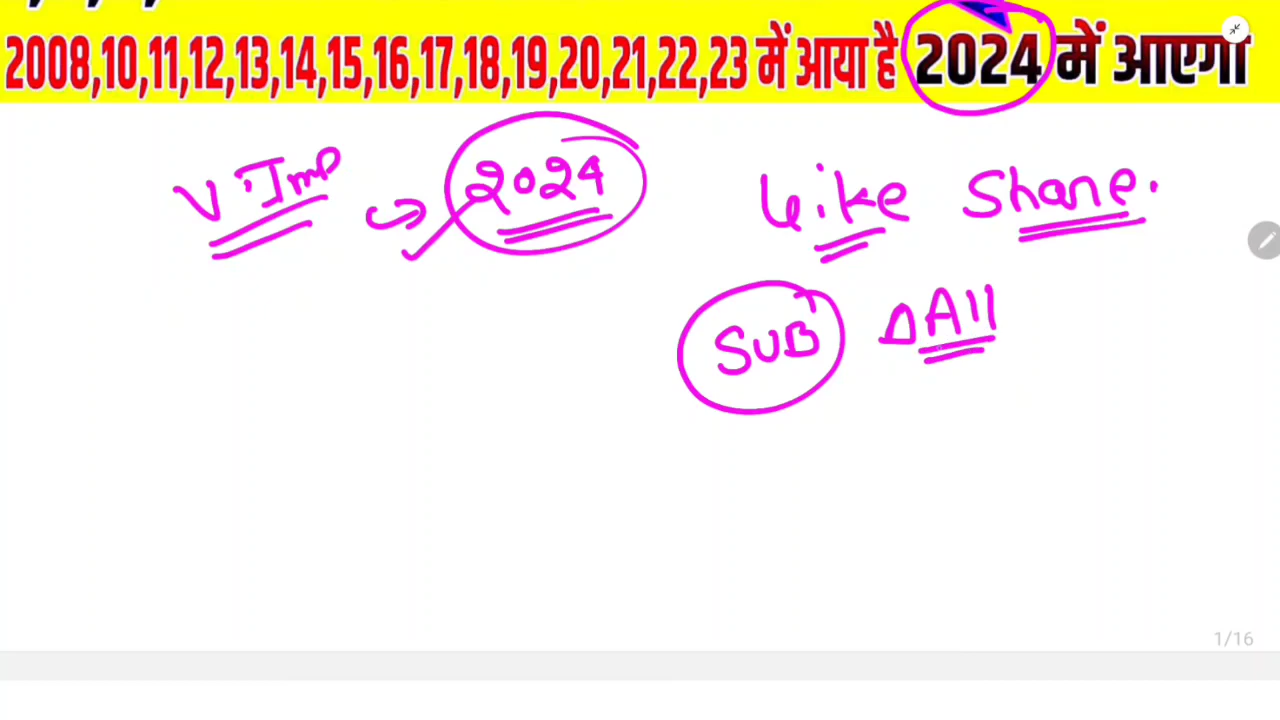 2008,10,11,12,13,14,15,16,17,18,19,20,21,22,23 में आया है 2024 में आएगा
V.Imp 2024 Like Share.
SUB All
1/16